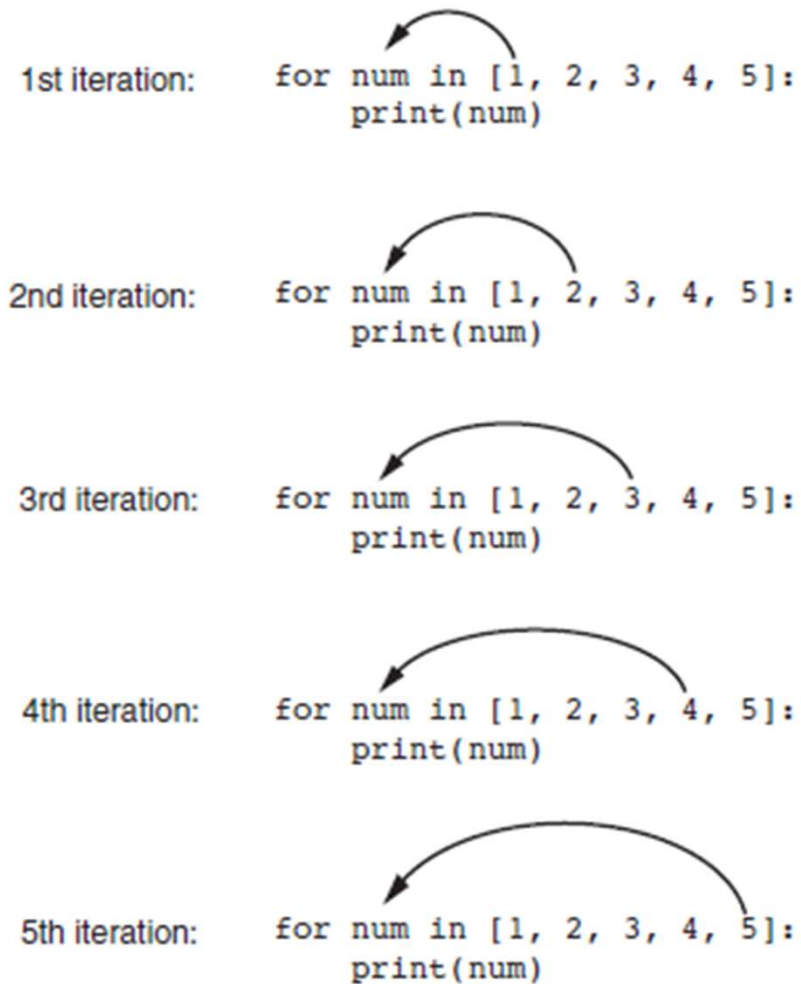 1st iteration: for num in [1, 2, 3, 4, 5]:
print(num)
2nd iteration: for num in [1, 2, 3, 4, 5]:
print(num)
3rd iteration: for num in [1, 2, 3, 4, 5]:
print(num)
4th iteration: for num in [1, 2, 3, 4, 5]:
print(num)
5th iteration: for num in [1, 2, 3, 4, 5]:
print(num)